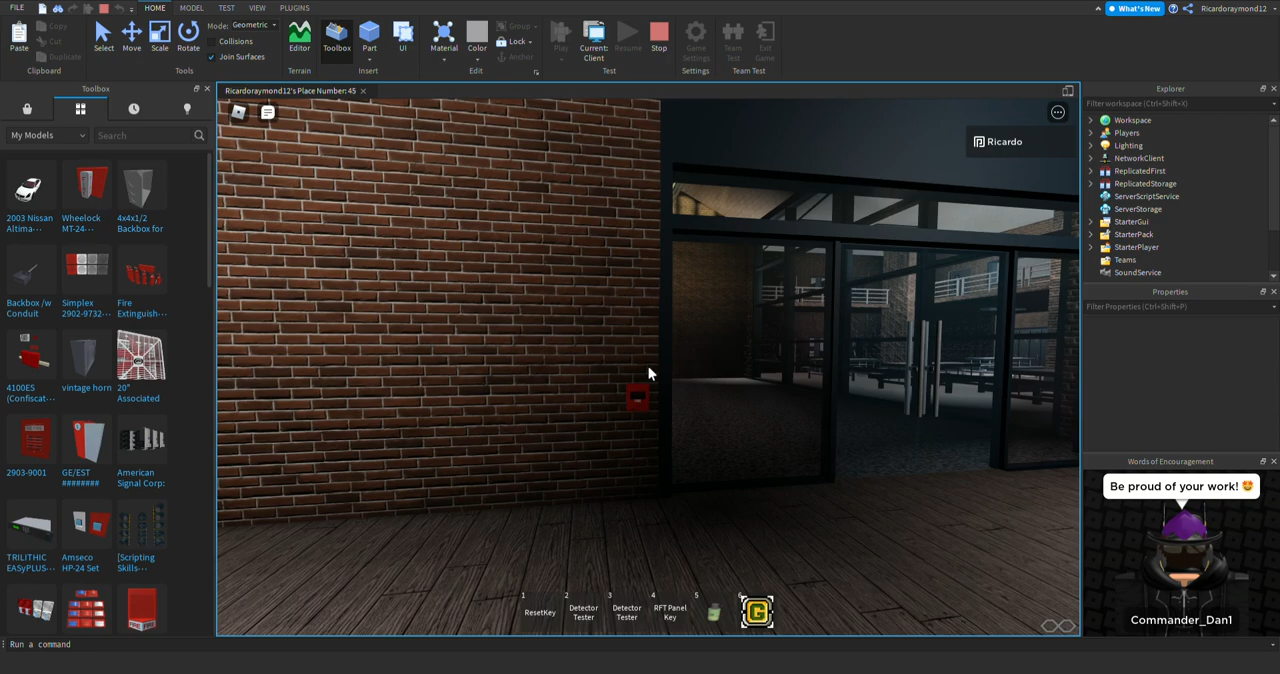 FILE
HOME
MODEL
TEST
VIEW
PLUGINS
What's New
Ricardoraymond12
Paste
Copy
Cut
Duplicate
Clipboard
Select
Move
Scale
Rotate
Mode: Geometric
Collisions
Join Surfaces
Tools
Editor
Terrain
Toolbox
Part
UI
Insert
Material
Color
Group
Lock
Anchor
Edit
Play
Current:
Client
Resume
Stop
Test
Game
Settings
Settings
Team
Test
Exit
Game
Team Test
Toolbox
My Models
Search
2003 Nissan
Altima-···
Wheelock
MT-24-···
4x4x1/2
Backbox for
Backbox /w
Conduit
Simplex
2902-9732-···
Fire
Extinguish···
4100ES
(Confiscat···
vintage horn
20"
Associated
2903-9001
GE/EST
########
American
Signal Corp:
TRILITHIC
EASyPLUS-···
Amseco
HP-24 Set
[Scripting
Skills-···
Ricardoraymond12's Place Number: 45
Ricardo
1
ResetKey
2
Detector
Tester
3
Detector
Tester
4
RFT Panel
Key
5
G
Explorer
Filter workspace (Ctrl+Shift+X)
Workspace
Players
Lighting
NetworkClient
ReplicatedFirst
ReplicatedStorage
ServerScriptService
ServerStorage
StarterGui
StarterPack
StarterPlayer
Teams
SoundService
Properties
Filter Properties (Ctrl+Shift+P)
Words of Encouragement
Be proud of your work! 🤩
Commander_Dan1
Run a command